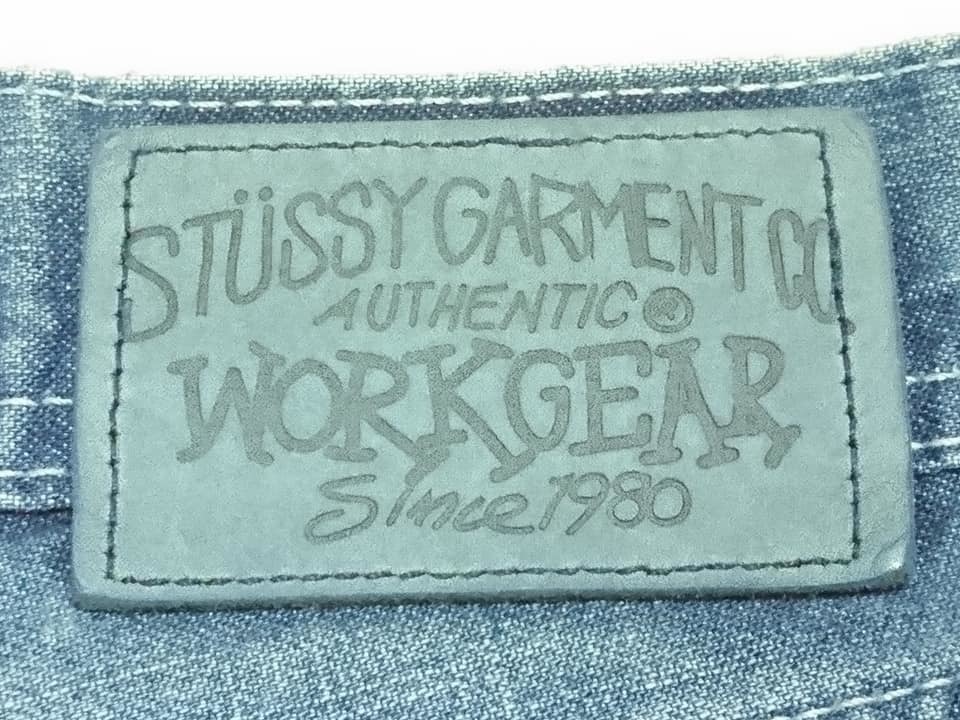 STÜSSY GARMENT CO.
AUTHENTIC ®
WORKGEAR
Since 1980